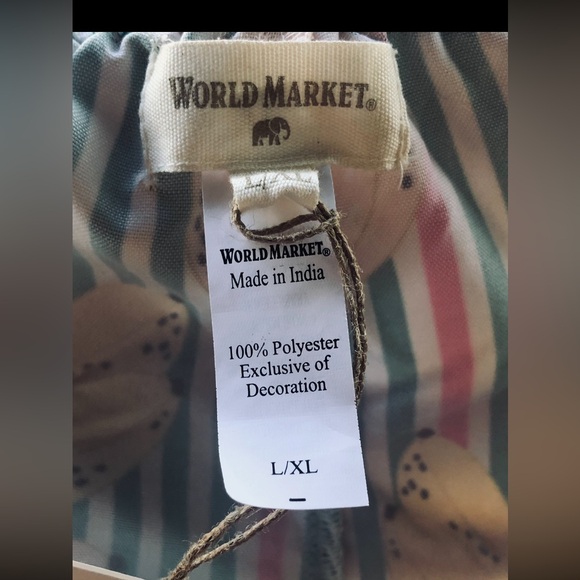 WORLD MARKET®
WORLD MARKET®
Made in India
100% Polyester
Exclusive of
Decoration
L/XL